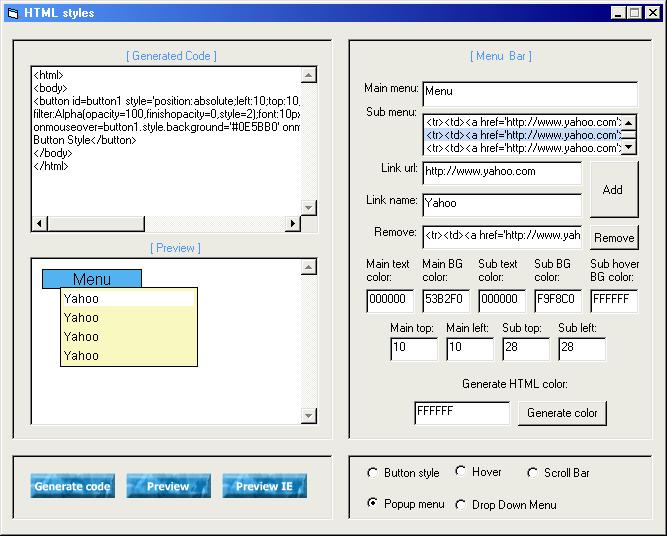 HTML styles
[ Generated Code ]
<html>
<body>
<button id=button1 style='position:absolute;left:10;top:10,
filter:Alpha(opacity=100,finishopacity=0,style=2);font:10px
onmouseover=button1.style.background='#0E5BB0' onm
Button Style</button>
</body>
</html>
[ Preview ]
Menu
Yahoo
Yahoo
Yahoo
Yahoo
Generate code
Preview
Preview IE
[ Menu Bar ]
Main menu:
Menu
Sub menu:
<tr><td><a href='http://www.yahoo.com'>
<tr><td><a href='http://www.yahoo.com'>
<tr><td><a href='http://www.yahoo.com'>
Link url:
http://www.yahoo.com
Add
Link name:
Yahoo
Remove:
<tr><td><a href='http://www.yah
Remove
Main text color:
Main BG color:
Sub text color:
Sub BG color:
Sub hover BG color:
000000
53B2F0
000000
F9F8C0
FFFFFF
Main top:
Main left:
Sub top:
Sub left:
10
10
28
28
Generate HTML color:
FFFFFF
Generate color
Button style
Hover
Scroll Bar
Popup menu
Drop Down Menu